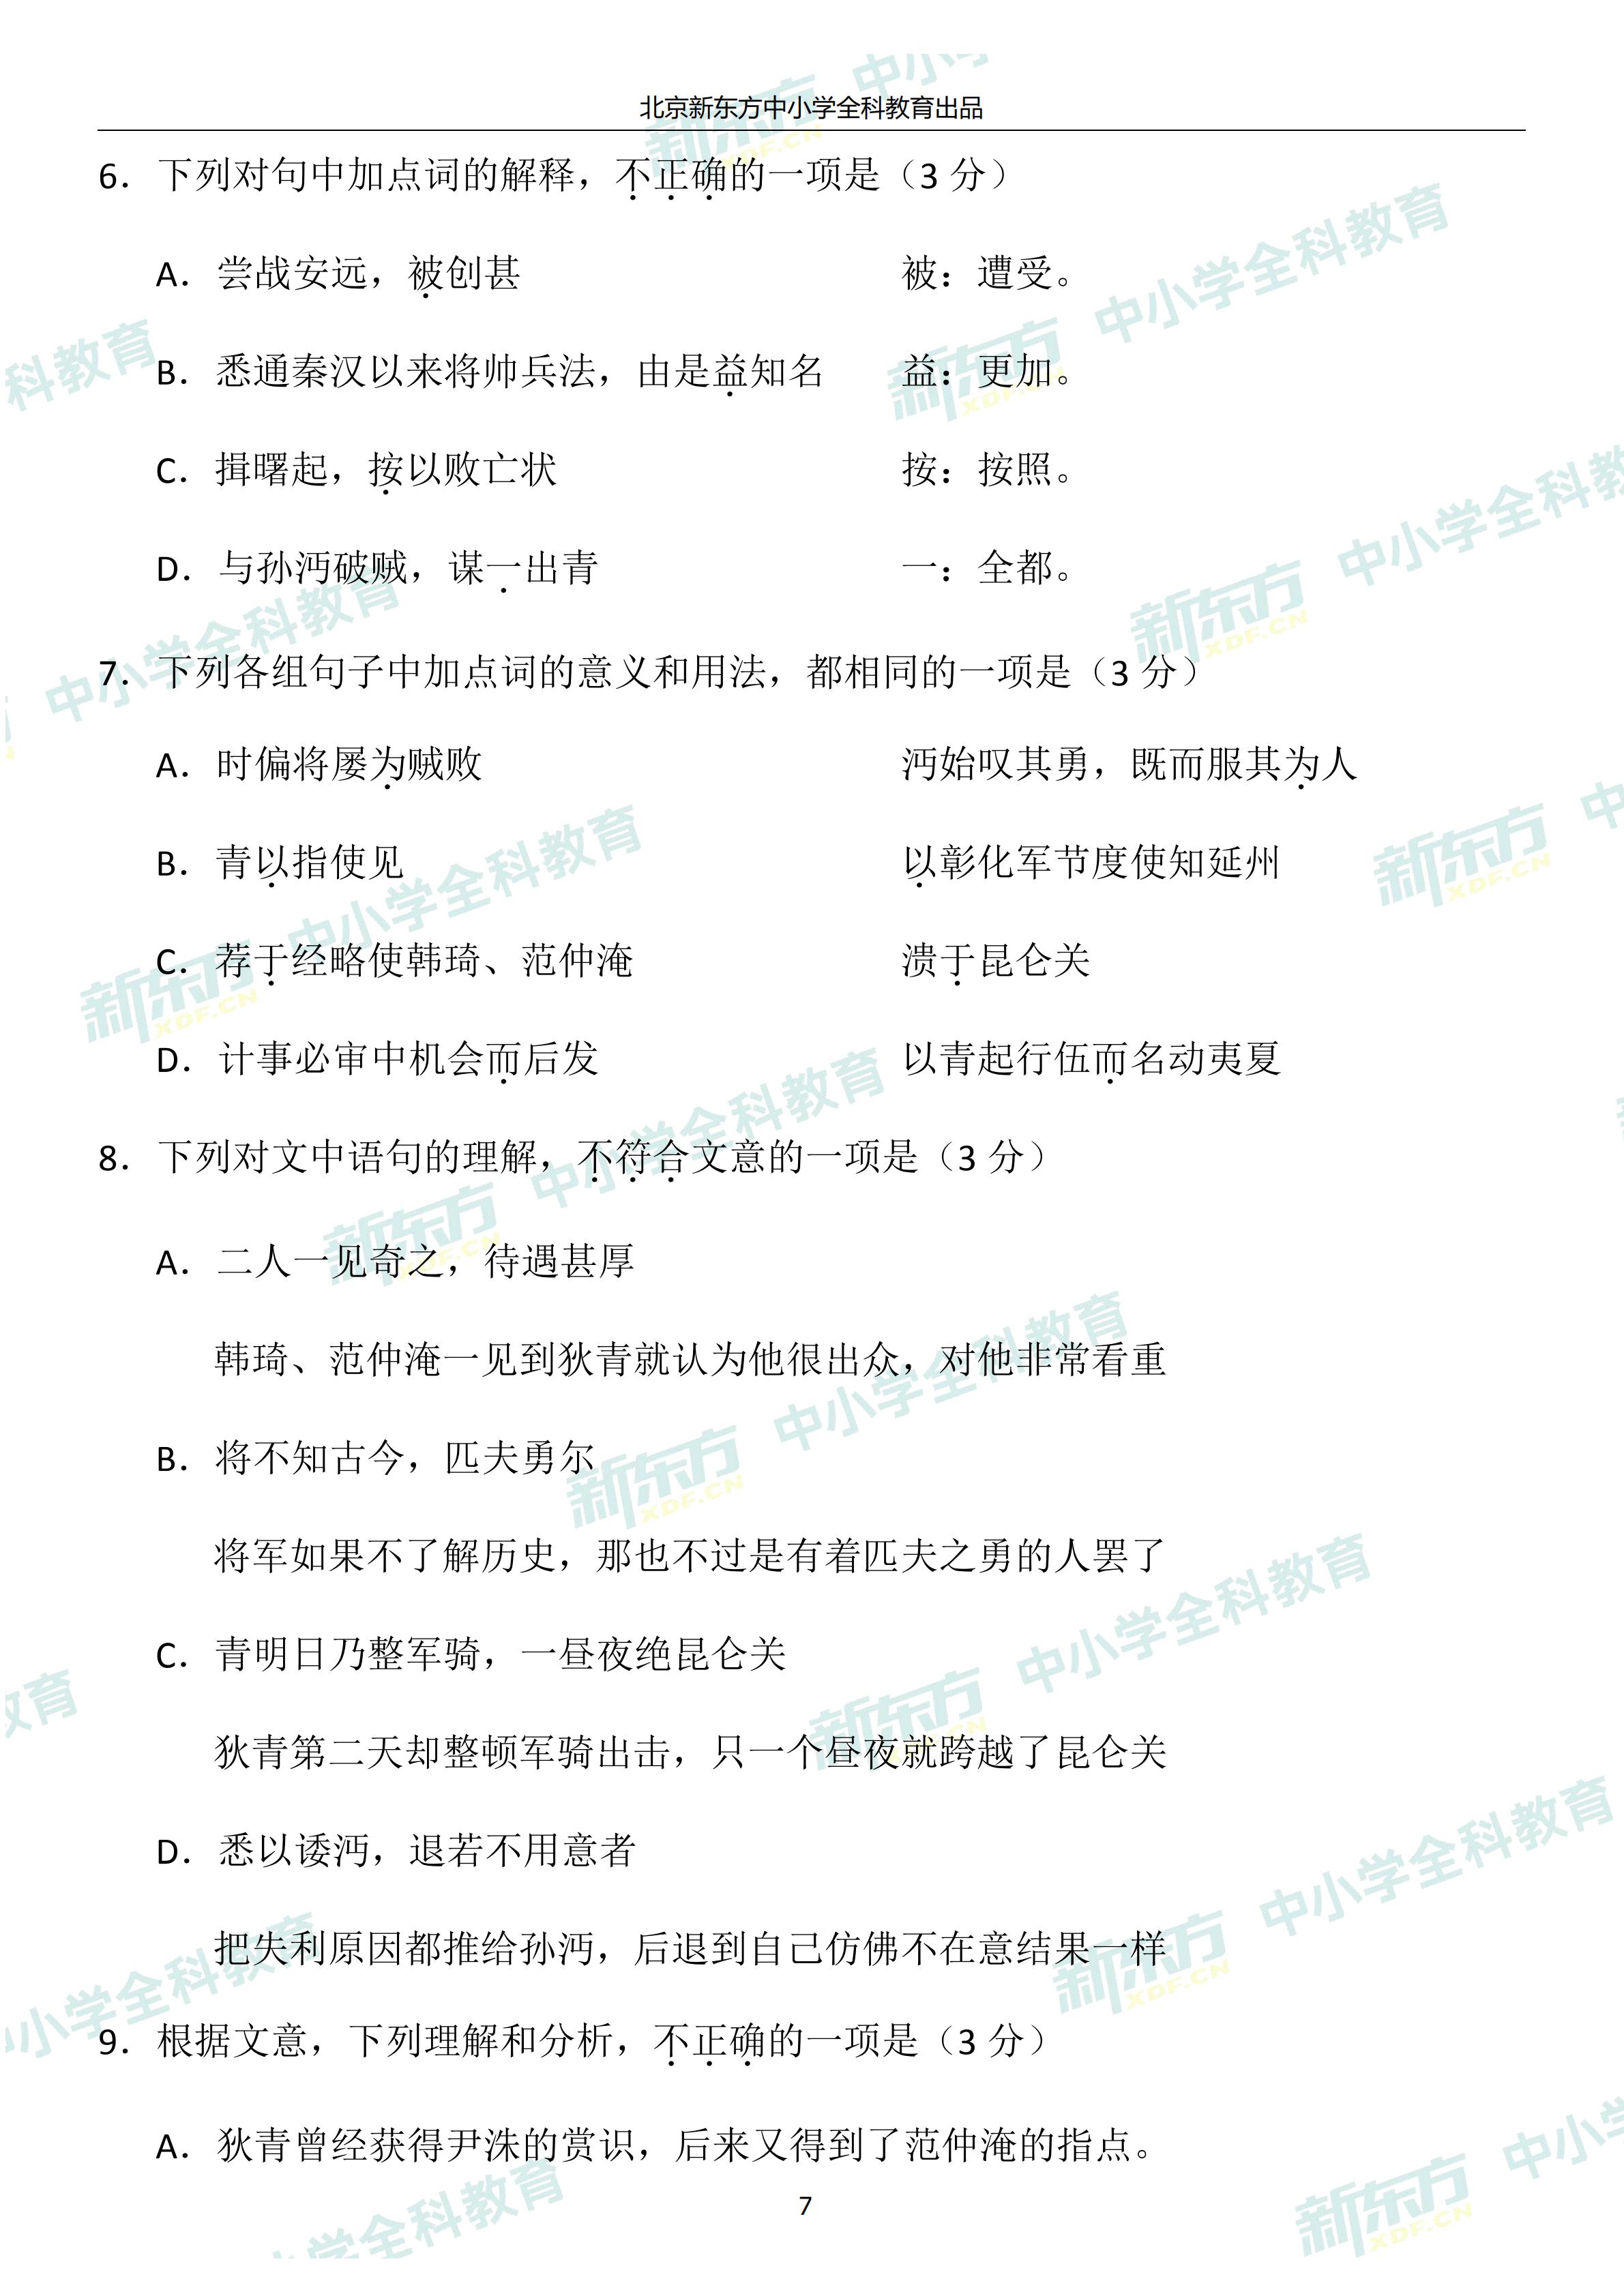 北京新东方中小学全科教育出品
6. 下列对句中加点词的解释，不正确的一项是（3 分）
A. 尝战安远，被创甚 被：遭受。
B. 悉通秦汉以来将帅兵法，由是益知名 益：更加。
C. 揖曙起，按以败亡状 按：按照。
D. 与孙沔破贼，谋一出青 一：全都。
7. 下列各组句子中加点词的意义和用法，都相同的一项是（3 分）
A. 时偏将屡为贼败 沔始叹其勇，既而服其为人
B. 青以指使见 以彰化军节度使知延州
C. 荐于经略使韩琦、范仲淹 溃于昆仑关
D. 计事必审中机会而后发 以青起行伍而名动夷夏
8. 下列对文中语句的理解，不符合文意的一项是（3 分）
A. 二人一见奇之，待遇甚厚
韩琦、范仲淹一见到狄青就认为他很出众，对他非常看重
B. 将不知古今，匹夫勇尔
将军如果不了解历史，那也不过是有着匹夫之勇的人罢了
C. 青明日乃整军骑，一昼夜绝昆仑关
狄青第二天却整顿军骑出击，只一个昼夜就跨越了昆仑关
D. 悉以诿沔，退若不用意者
把失利原因都推给孙沔，后退到自己仿佛不在意结果一样
9. 根据文意，下列理解和分析，不正确的一项是（3 分）
A. 狄青曾经获得尹洙的赏识，后来又得到了范仲淹的指点。
7